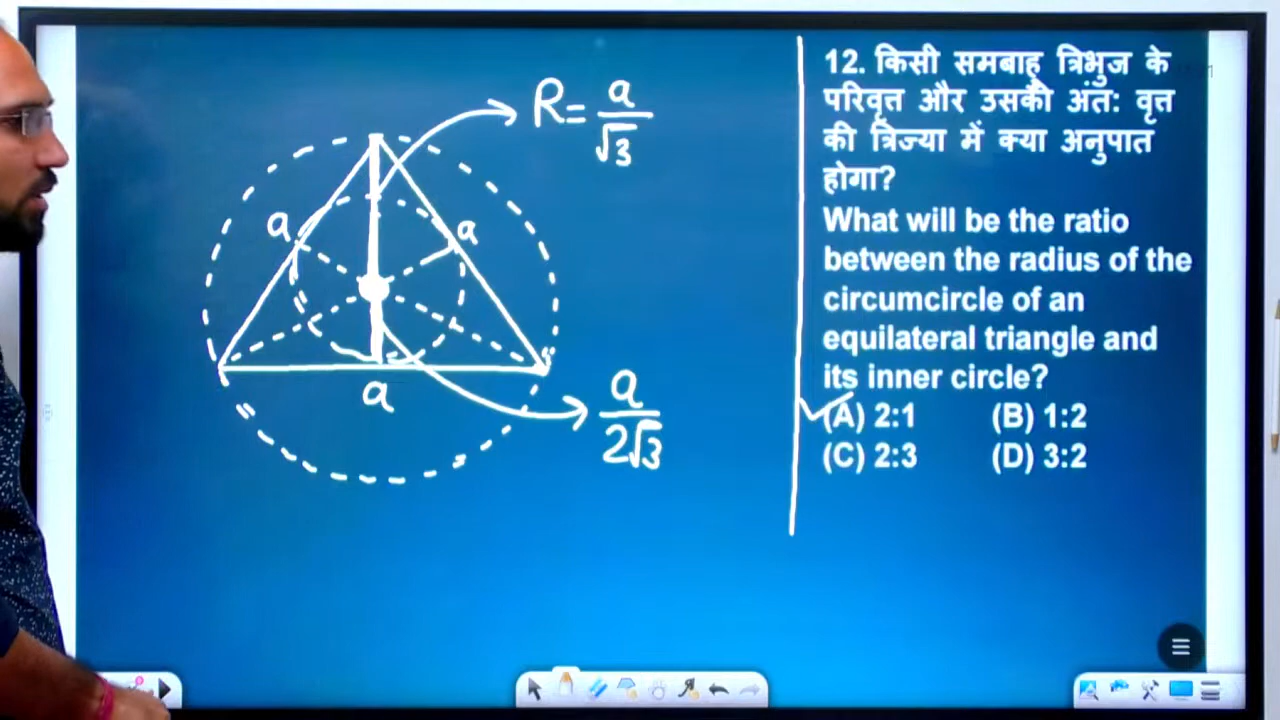 R = a/√3
a
a
a
a/2√3
12. किसी समबाहु त्रिभुज के
परिवृत्त और उसकी अंत: वृत्त
की त्रिज्या में क्या अनुपात
होगा?
What will be the ratio
between the radius of the
circumcircle of an
equilateral triangle and
its inner circle?
(A) 2:1 (B) 1:2
(C) 2:3 (D) 3:2